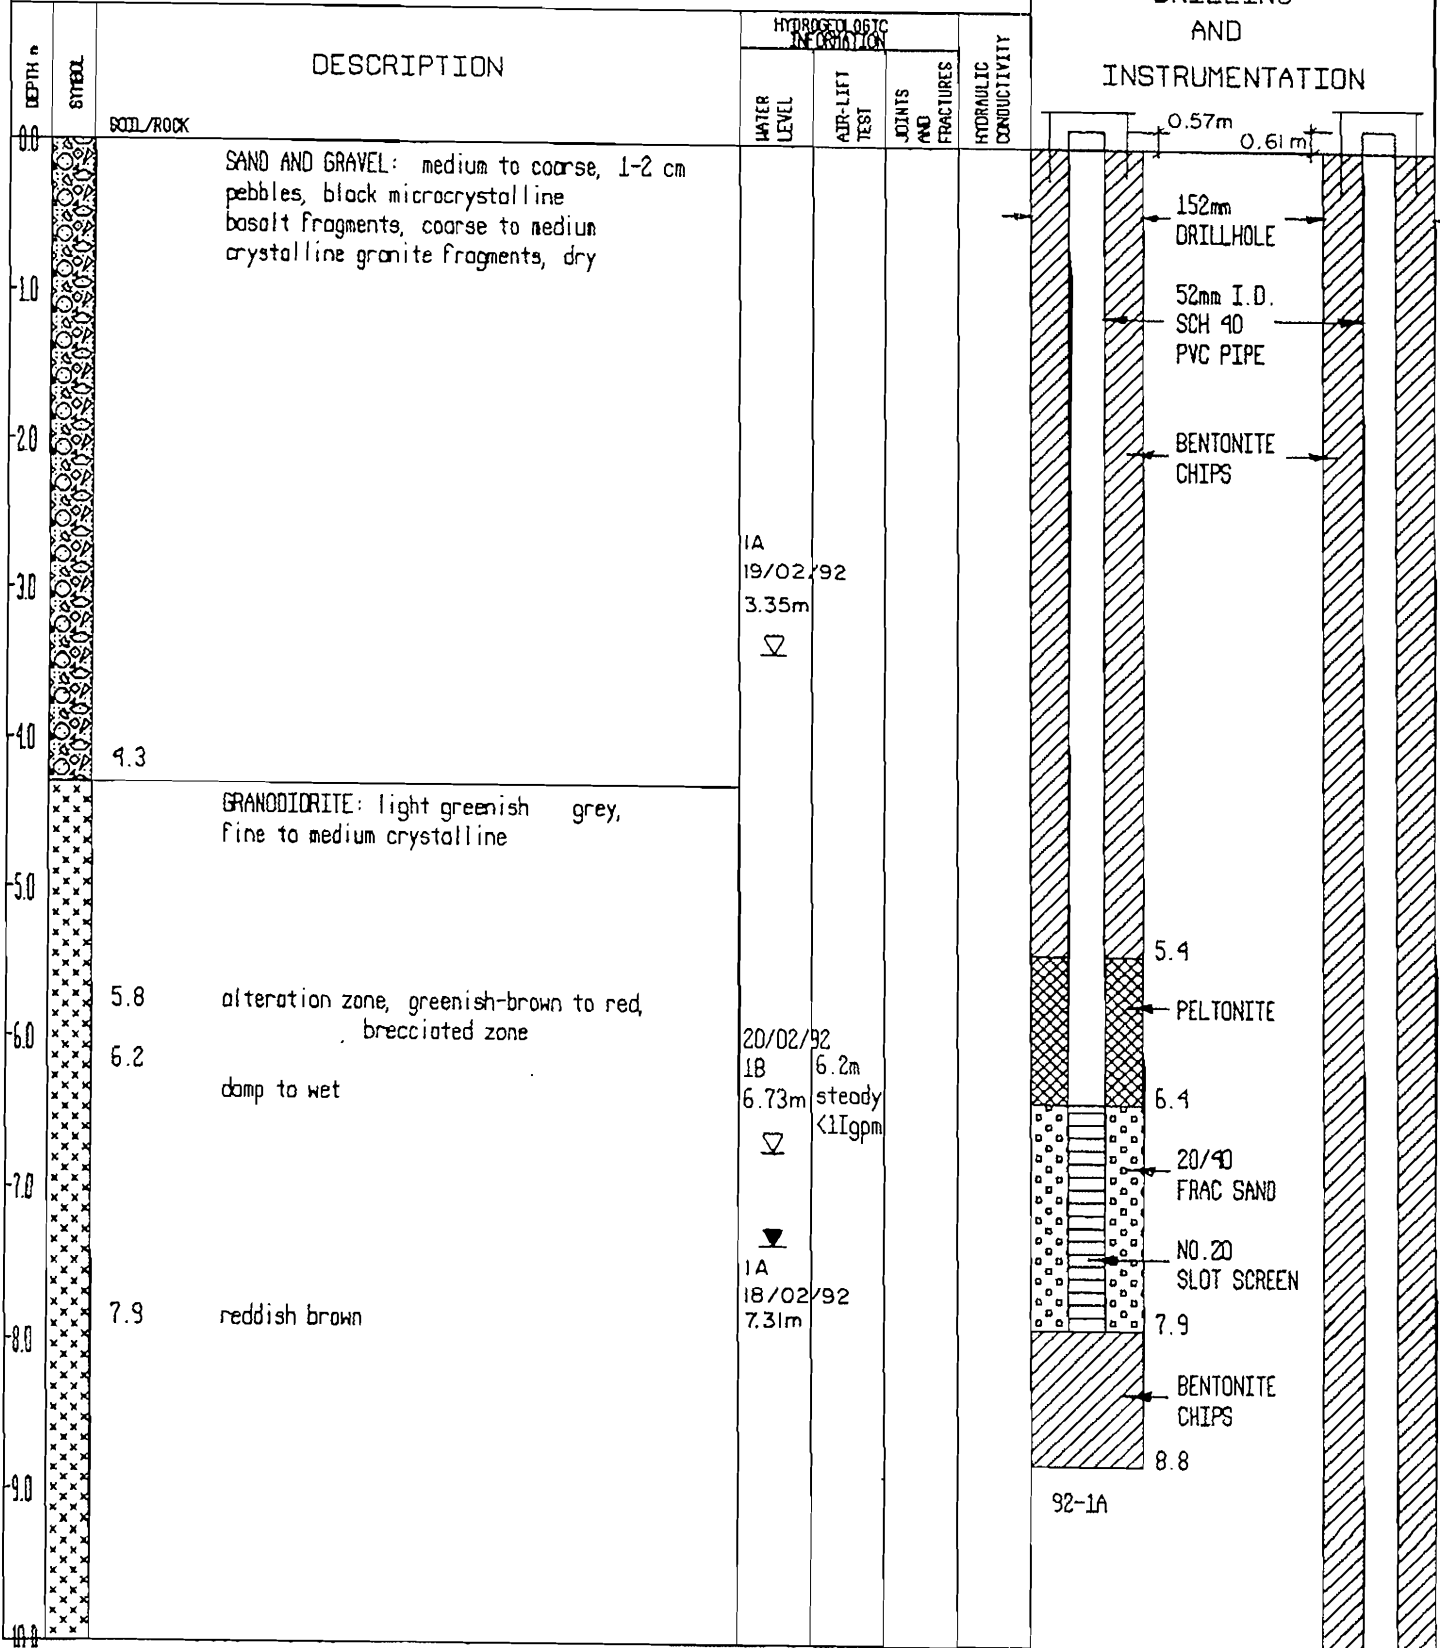 DRILLING
AND
INSTRUMENTATION
HYDROGEOLOGIC
INFORMATION
DEPTH m
SYMBOL
DESCRIPTION
SOIL/ROCK
WATER
LEVEL
AIR-LIFT
TEST
JOINTS
AND
FRACTURES
HYDRAULIC
CONDUCTIVITY
0.57m
0.61m
0.0
SAND AND GRAVEL: medium to coarse, 1-2 cm
pebbles, black microcrystalline
basalt fragments, coarse to medium
crystalline granite fragments, dry
152mm
DRILLHOLE
-1.0
52mm I.D.
SCH 40
PVC PIPE
-2.0
BENTONITE
CHIPS
1A
19/02/92
3.35m
-3.0
-4.0
4.3
GRANODIORITE: light greenish grey,
fine to medium crystalline
-5.0
5.4
5.8 alteration zone, greenish-brown to red,
brecciated zone
PELTONITE
-6.0
6.2
damp to wet
20/02/92
1B
6.73m
6.2m
steady
<1Igpm
6.4
20/40
FRAC SAND
-7.0
NO.20
SLOT SCREEN
1A
18/02/92
7.31m
7.9 reddish brown
7.9
-8.0
BENTONITE
CHIPS
8.8
-9.0
92-1A
10.0